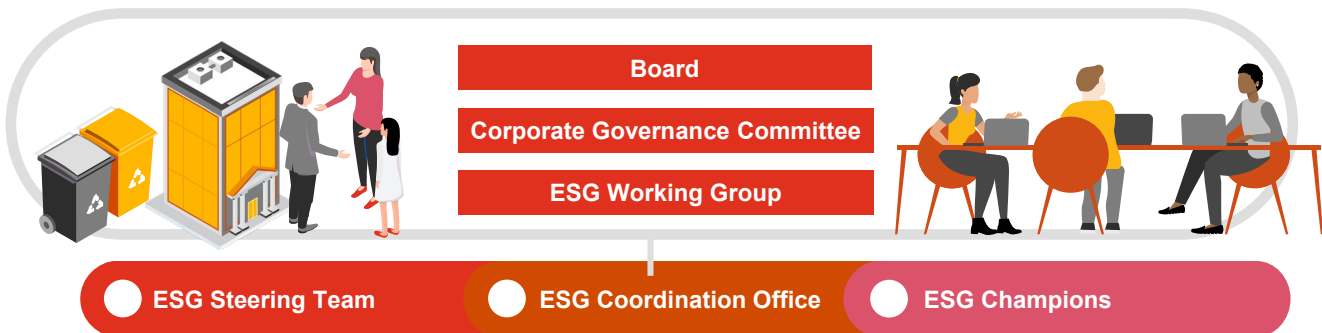 Board
Corporate Governance Committee
ESG Working Group
ESG Steering Team
ESG Coordination Office
ESG Champions